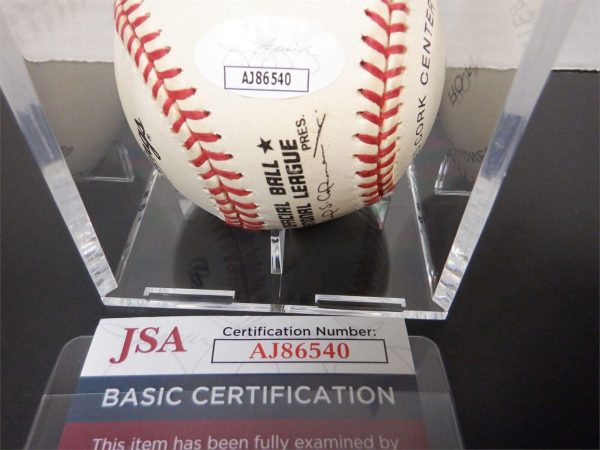 AJ86540
CORK CENTER
OFFICIAL BALL
NATIONAL LEAGUE
PRES.
JSA
Certification Number:
AJ86540
BASIC CERTIFICATION
This item has been fully examined by